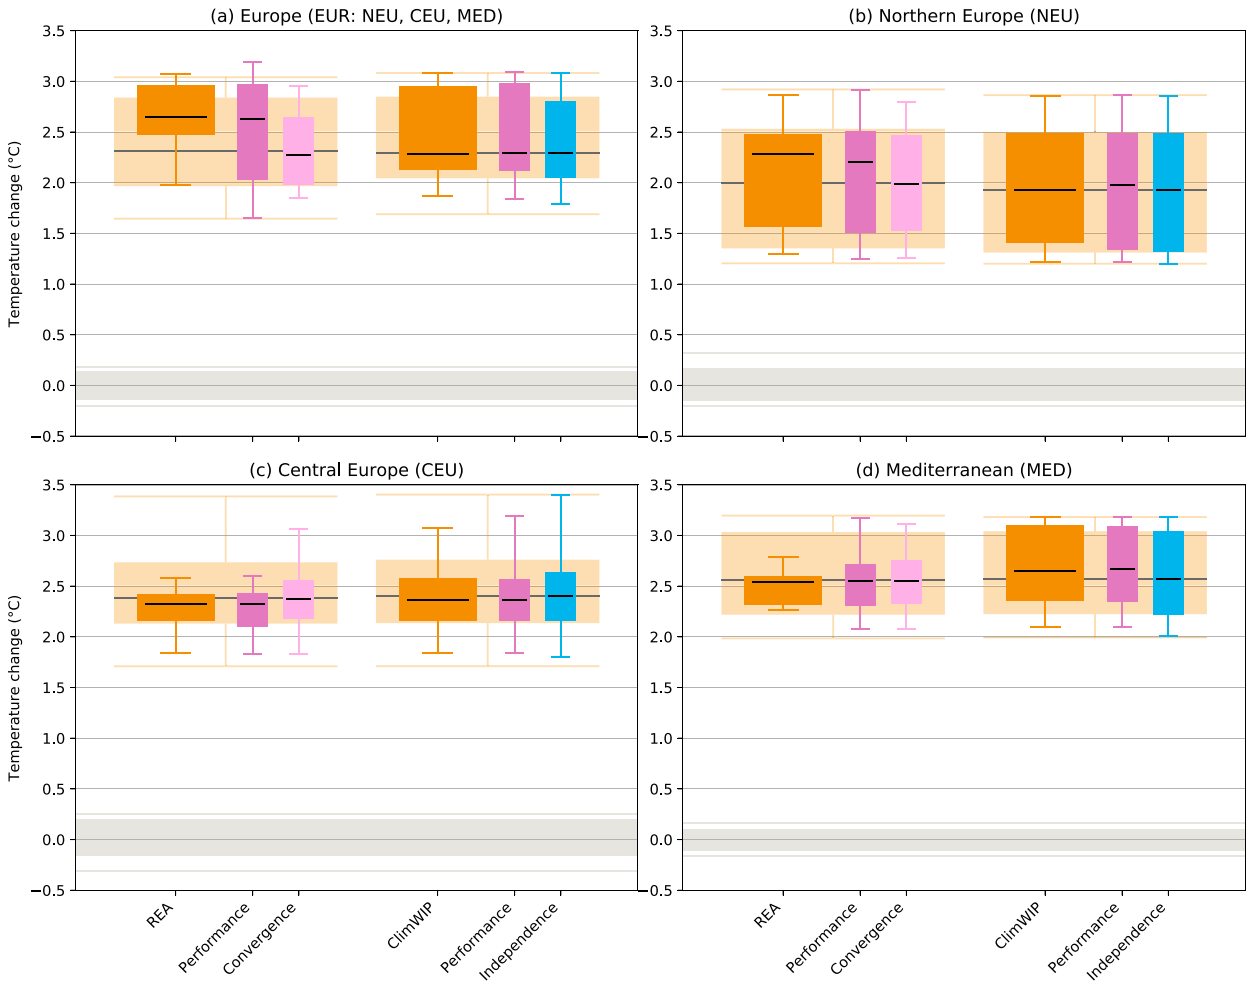 (a) Europe (EUR: NEU, CEU, MED)
(b) Northern Europe (NEU)
3.5
3.0
2.5
2.0
1.5
1.0
0.5
0.0
−0.5
Temperature change (°C)
3.5
3.0
2.5
2.0
1.5
1.0
0.5
0.0
−0.5
(c) Central Europe (CEU)
(d) Mediterranean (MED)
3.5
3.0
2.5
2.0
1.5
1.0
0.5
0.0
−0.5
Temperature change (°C)
3.5
3.0
2.5
2.0
1.5
1.0
0.5
0.0
−0.5
REA
Performance
Convergence
ClimWIP
Performance
Independence
REA
Performance
Convergence
ClimWIP
Performance
Independence